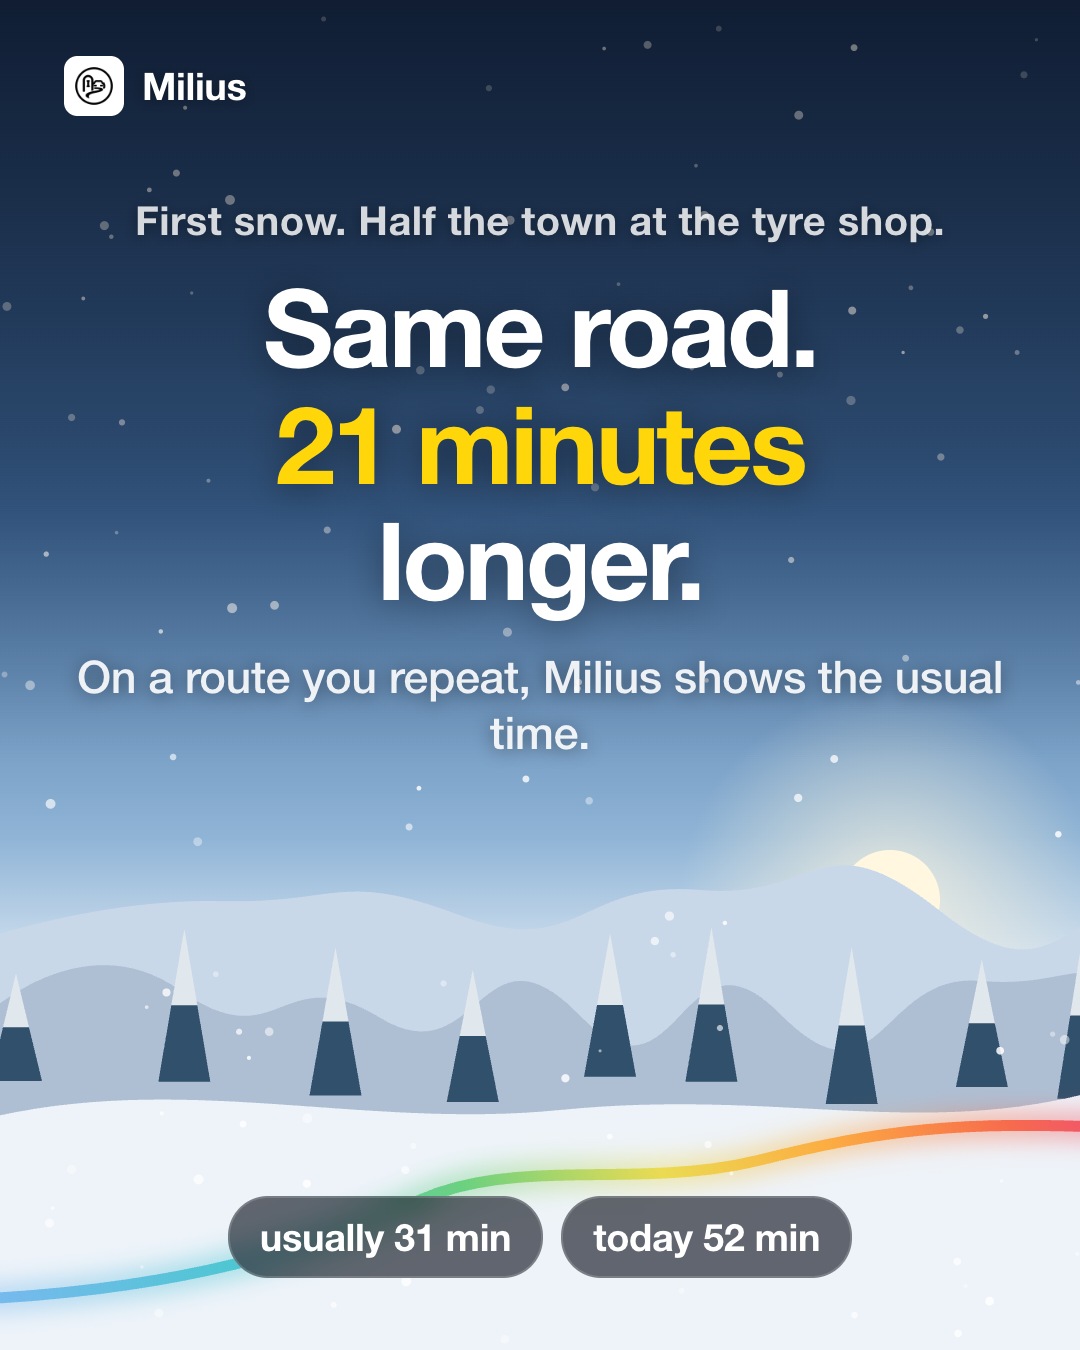 Milius
First snow. Half the town at the tyre shop.
Same road.
21 minutes
longer.
On a route you repeat, Milius shows the usual
time.
usually 31 min
today 52 min